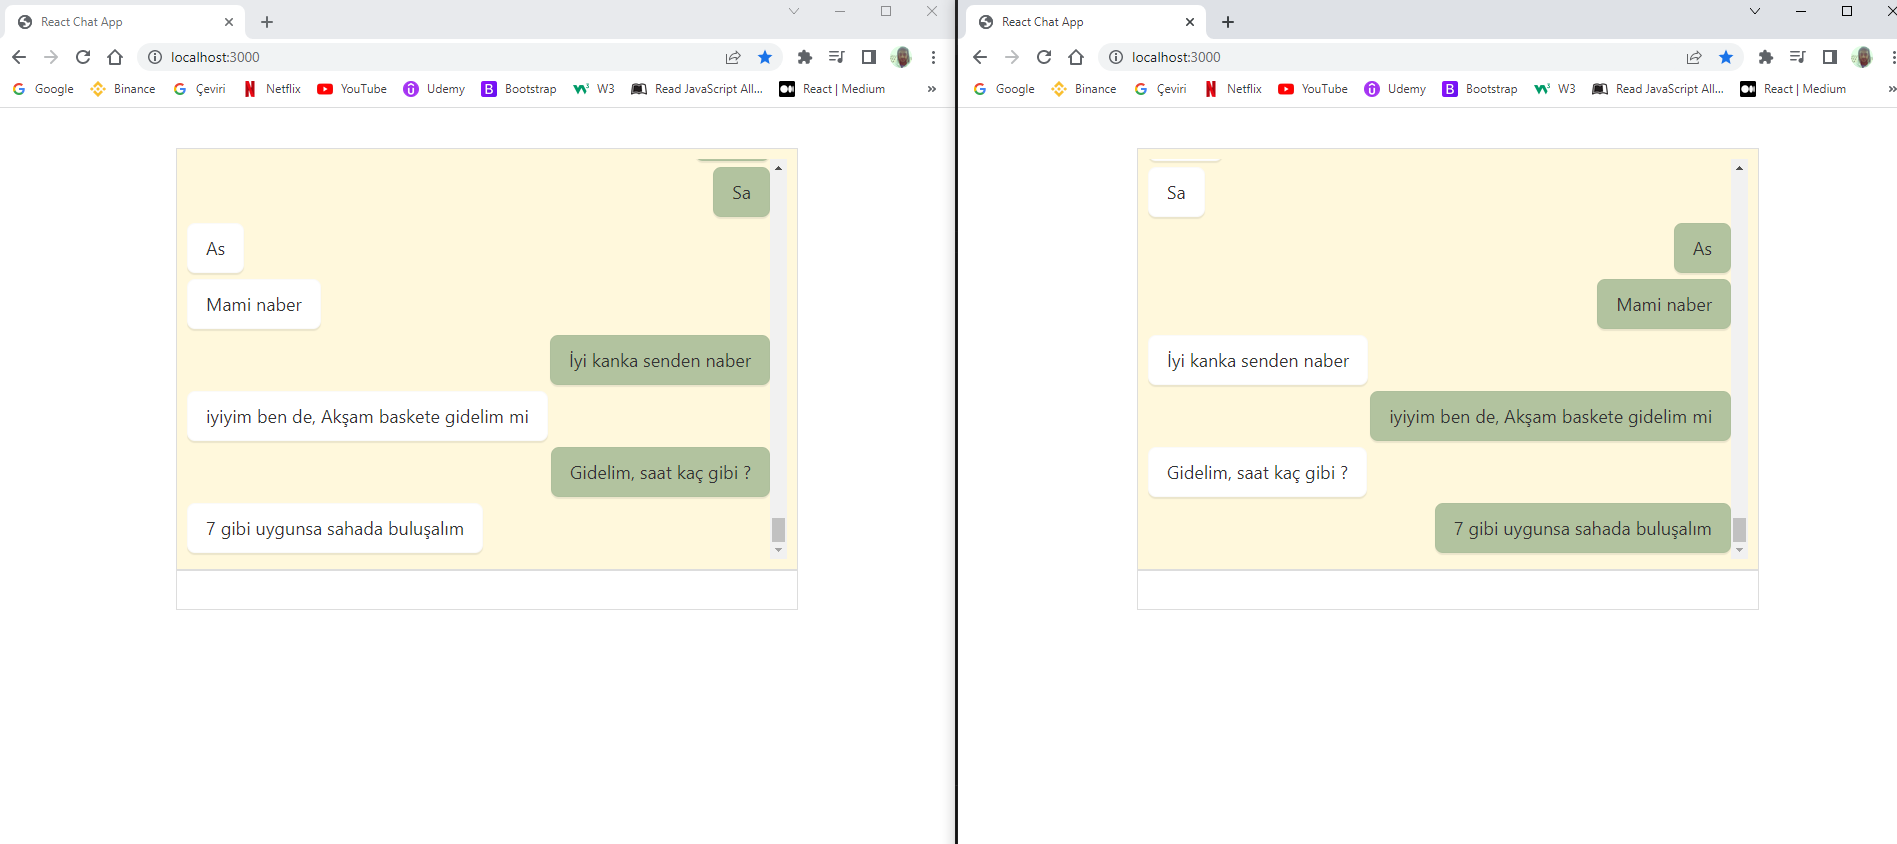 React Chat App
localhost:3000
Google Binance Çeviri Netflix YouTube Udemy Bootstrap W3 Read JavaScript All... React | Medium »
Sa
As
Mami naber
İyi kanka senden naber
iyiyim ben de, Akşam baskete gidelim mi
Gidelim, saat kaç gibi ?
7 gibi uygunsa sahada buluşalım
React Chat App
localhost:3000
Google Binance Çeviri Netflix YouTube Udemy Bootstrap W3 Read JavaScript All... React | Medium »
Sa
As
Mami naber
İyi kanka senden naber
iyiyim ben de, Akşam baskete gidelim mi
Gidelim, saat kaç gibi ?
7 gibi uygunsa sahada buluşalım